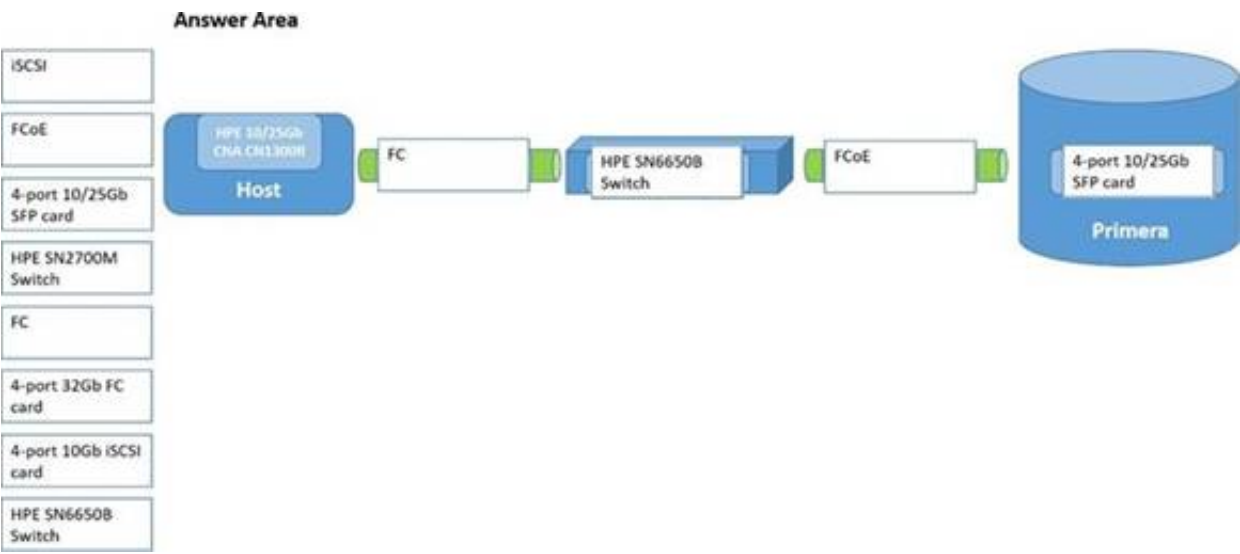 Answer Area
iSCSI
FCoE
4-port 10/25Gb
SFP card
HPE SN2700M
Switch
FC
4-port 32Gb FC
card
4-port 10Gb iSCSI
card
HPE SN6650B
Switch
HPE 10/25Gb
CNA CN1300R
Host
FC
HPE SN6650B
Switch
FCoE
4-port 10/25Gb
SFP card
Primera